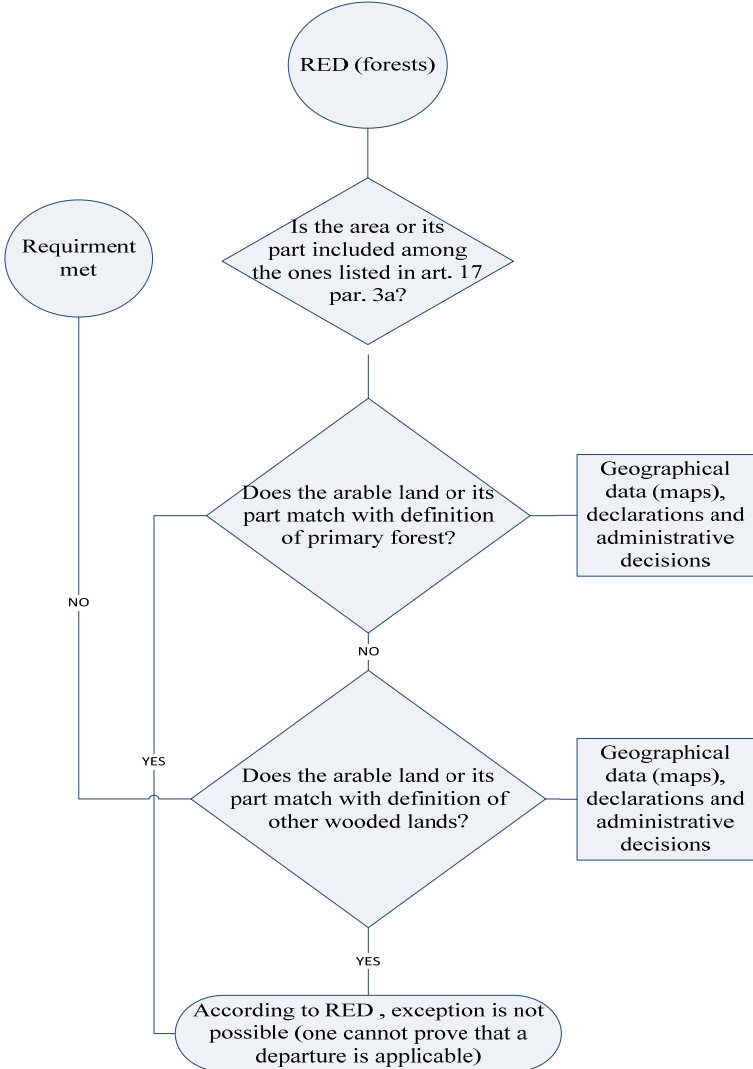 RED (forests)
Is the area or its
part included among
the ones listed in art. 17
par. 3a?
Requirment
met
Does the arable land or its
part match with definition
of primary forest?
Geographical
data (maps),
declarations and
administrative
decisions
NO
NO
YES
Does the arable land or its
part match with definition of
other wooded lands?
Geographical
data (maps),
declarations and
administrative
decisions
YES
According to RED , exception is not
possible (one cannot prove that a
departure is applicable)